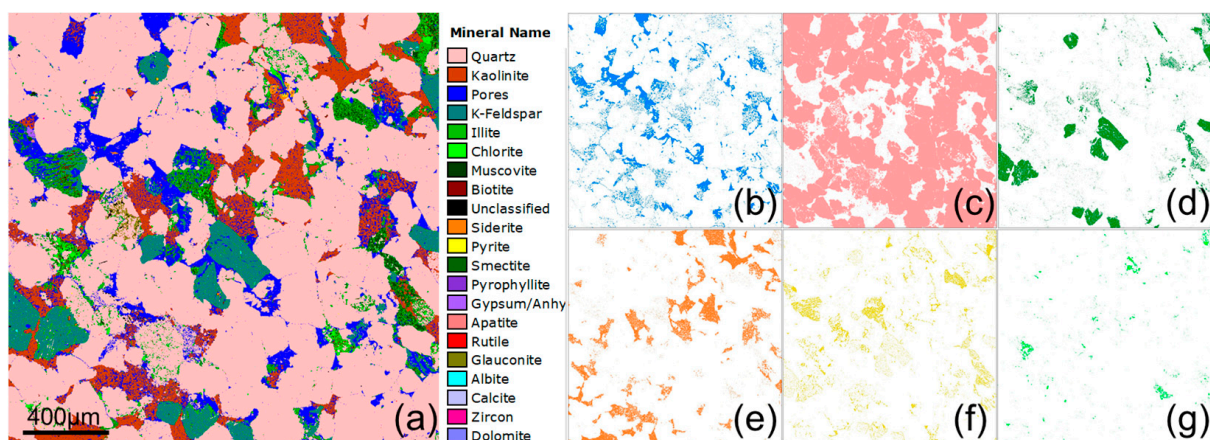 Mineral Name
Quartz
Kaolinite
Pores
K-Feldspar
Illite
Chlorite
Muscovite
Biotite
Unclassified
Siderite
Pyrite
Smectite
Pyrophyllite
Gypsum/Anhy
Apatite
Rutile
Glauconite
Albite
Calcite
Zircon
Dolomite
400µm
(a)
(b)
(c)
(d)
(e)
(f)
(g)